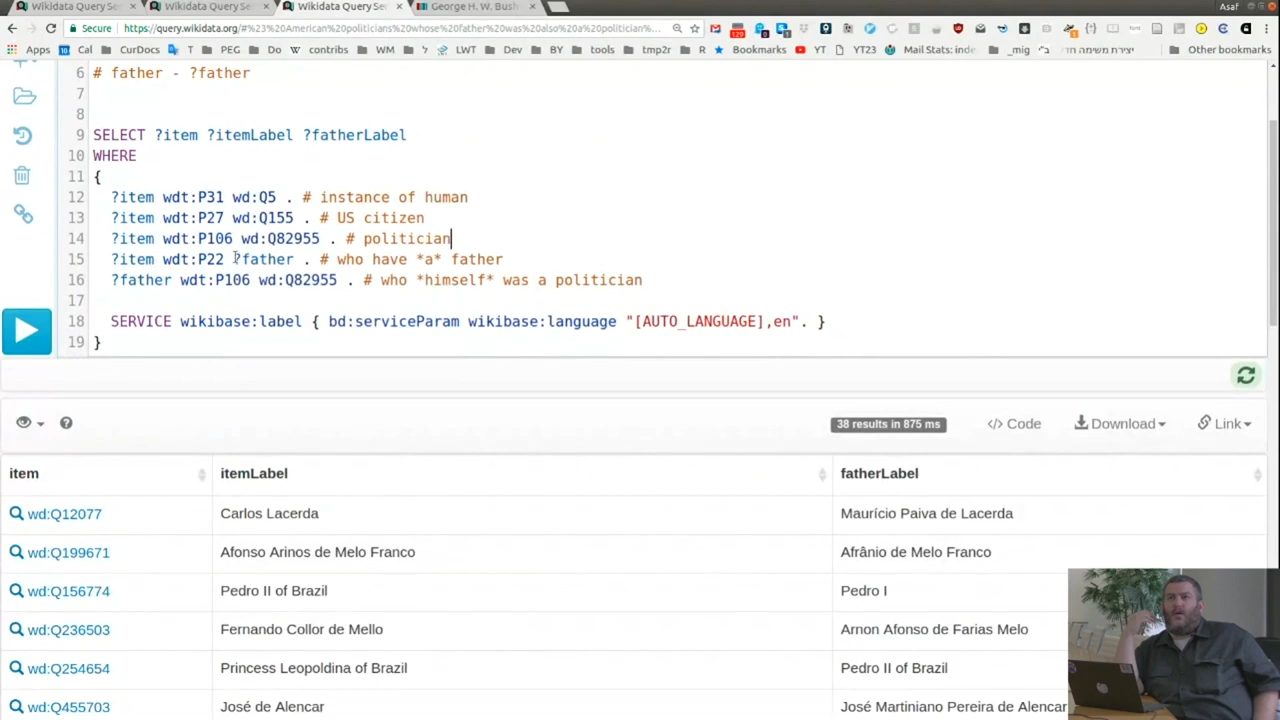 Wikidata Query Se
Wikidata Query Se
Wikidata Query Se
George H. W. Bush
Asaf
Secure
https://query.wikidata.org/#%23%20American%20politicians%20whose%20father%20was%20also%20a%20politician%...
129
1
Apps
10 Cal
CurDocs
T
PEG
Do
W contribs
WM
ל
LWT
Dev
BY
tools
tmp2r
R
Bookmarks
YT
YT23
Mail Stats: inde
_mig
Other bookmarks
6 # father - ?father
7
8
9 SELECT ?item ?itemLabel ?fatherLabel
10 WHERE
11 {
12 ?item wdt:P31 wd:Q5 . # instance of human
13 ?item wdt:P27 wd:Q155 . # US citizen
14 ?item wdt:P106 wd:Q82955 . # politician
15 ?item wdt:P22 ?father . # who have *a* father
16 ?father wdt:P106 wd:Q82955 . # who *himself* was a politician
17
18 SERVICE wikibase:label { bd:serviceParam wikibase:language "[AUTO_LANGUAGE],en". }
19 }
38 results in 875 ms
</> Code
Download
Link
item itemLabel fatherLabel
wd:Q12077 Carlos Lacerda Maurício Paiva de Lacerda
wd:Q199671 Afonso Arinos de Melo Franco Afrânio de Melo Franco
wd:Q156774 Pedro II of Brazil Pedro I
wd:Q236503 Fernando Collor de Mello Arnon Afonso de Farias Melo
wd:Q254654 Princess Leopoldina of Brazil Pedro II of Brazil
wd:Q455703 José de Alencar José Martiniano Pereira de Alencar